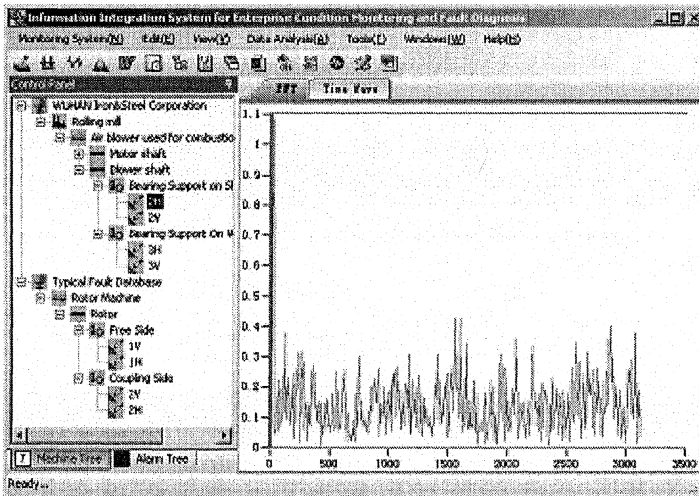 Information Integration System for Enterprise Condition Monitoring and Fault Diagnosis
Monitoring System(N) Edit(E) View(V) Data Analysis(A) Tools(T) Windows(W) Help(H)
Control Panel
FFT Time Wave
WUHAN Iron&Steel Corporation
Rolling mill
Air blower used for combustio
Motor shaft
Blower shaft
Bearing Support on S
2H
2V
Bearing Support On W
3H
3V
Typical Fault Database
Rotor Machine
Rotor
Free Side
1V
1H
Coupling Side
2V
2H
1.1
1
0.9
0.8
0.7
0.6
0.5
0.4
0.3
0.2
0.1
0
0 500 1000 1500 2000 2500 3000 3500
Machine Tree Alarm Tree
Ready...